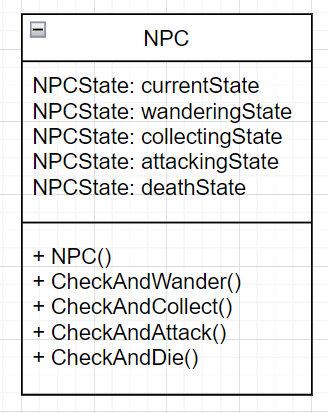 NPC
NPCState: currentState
NPCState: wanderingState
NPCState: collectingState
NPCState: attackingState
NPCState: deathState
+ NPC()
+ CheckAndWander()
+ CheckAndCollect()
+ CheckAndAttack()
+ CheckAndDie()